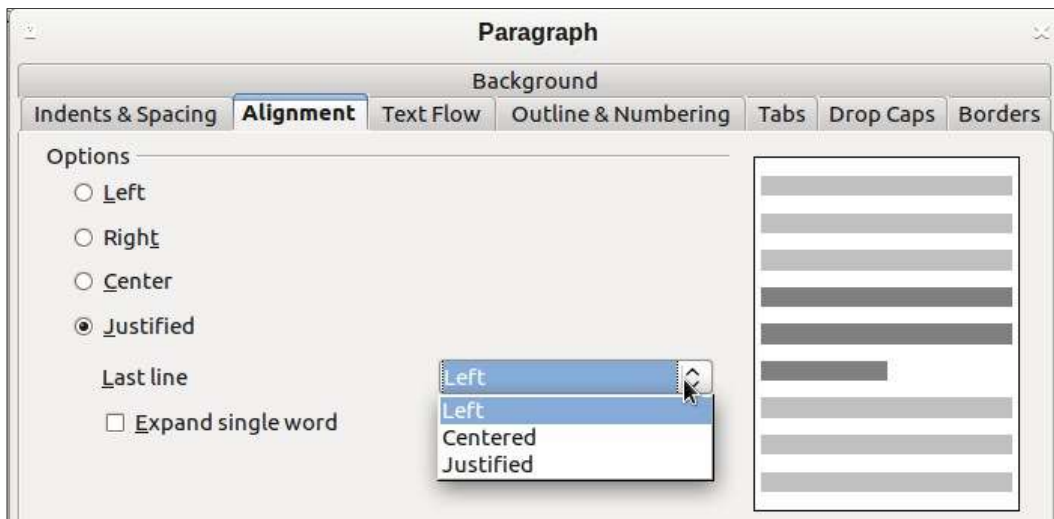 Paragraph
Background
Indents & Spacing Alignment Text Flow Outline & Numbering Tabs Drop Caps Borders
Options
Left
Right
Center
Justified
Last line Left
Left
Expand single word
Centered
Justified